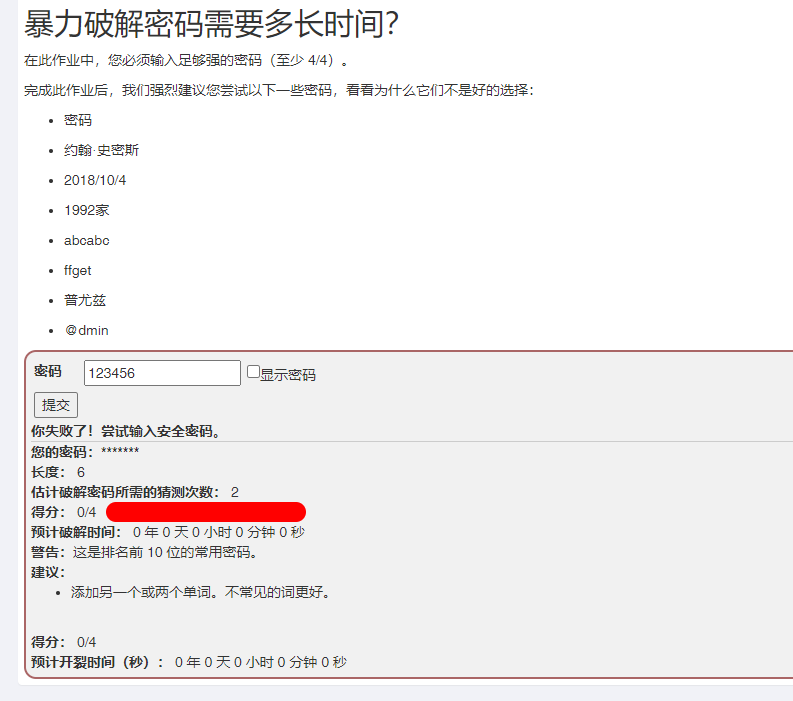 暴力破解密码需要多长时间?
在此作业中，您必须输入足够强的密码（至少 4/4）。
完成此作业后，我们强烈建议您尝试以下一些密码，看看为什么它们不是好的选择：
密码
约翰·史密斯
2018/10/4
1992家
abcabc
ffget
普尤兹
@dmin
密码 123456 显示密码
提交
你失败了！尝试输入安全密码。
您的密码：*******
长度： 6
估计破解密码所需的猜测次数： 2
得分： 0/4
预计破解时间： 0 年 0 天 0 小时 0 分钟 0 秒
警告：这是排名前 10 位的常用密码。
建议：
添加另一个或两个单词。不常见的词更好。
得分： 0/4
预计开裂时间（秒）： 0 年 0 天 0 小时 0 分钟 0 秒